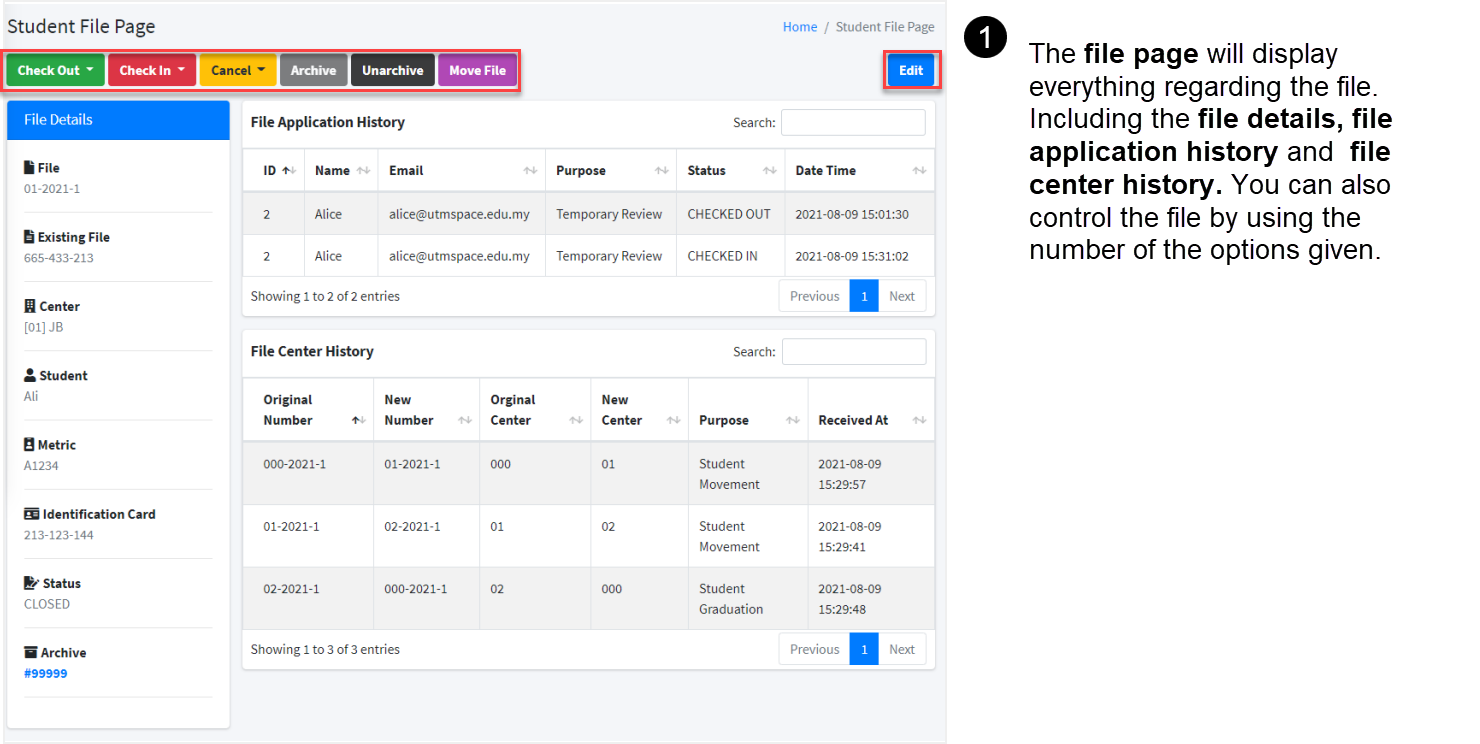 Student File Page
Home / Student File Page
Check Out Check In Cancel Archive Unarchive Move File Edit
File Details
File
01-2021-1
Existing File
665-433-213
Center
[01] JB
Student
Ali
Metric
A1234
Identification Card
213-123-144
Status
CLOSED
Archive
#99999
File Application History Search:
ID Name Email Purpose Status Date Time
2 Alice alice@utmspace.edu.my Temporary Review CHECKED OUT 2021-08-09 15:01:30
2 Alice alice@utmspace.edu.my Temporary Review CHECKED IN 2021-08-09 15:31:02
Showing 1 to 2 of 2 entries Previous 1 Next
File Center History Search:
Original New Orginal New
Number Number Center Center Purpose Received At
000-2021-1 01-2021-1 000 01 Student 2021-08-09
Movement 15:29:57
01-2021-1 02-2021-1 01 02 Student 2021-08-09
Movement 15:29:41
02-2021-1 000-2021-1 02 000 Student 2021-08-09
Graduation 15:29:48
Showing 1 to 3 of 3 entries Previous 1 Next
1
The file page will display
everything regarding the file.
Including the file details, file
application history and file
center history. You can also
control the file by using the
number of the options given.